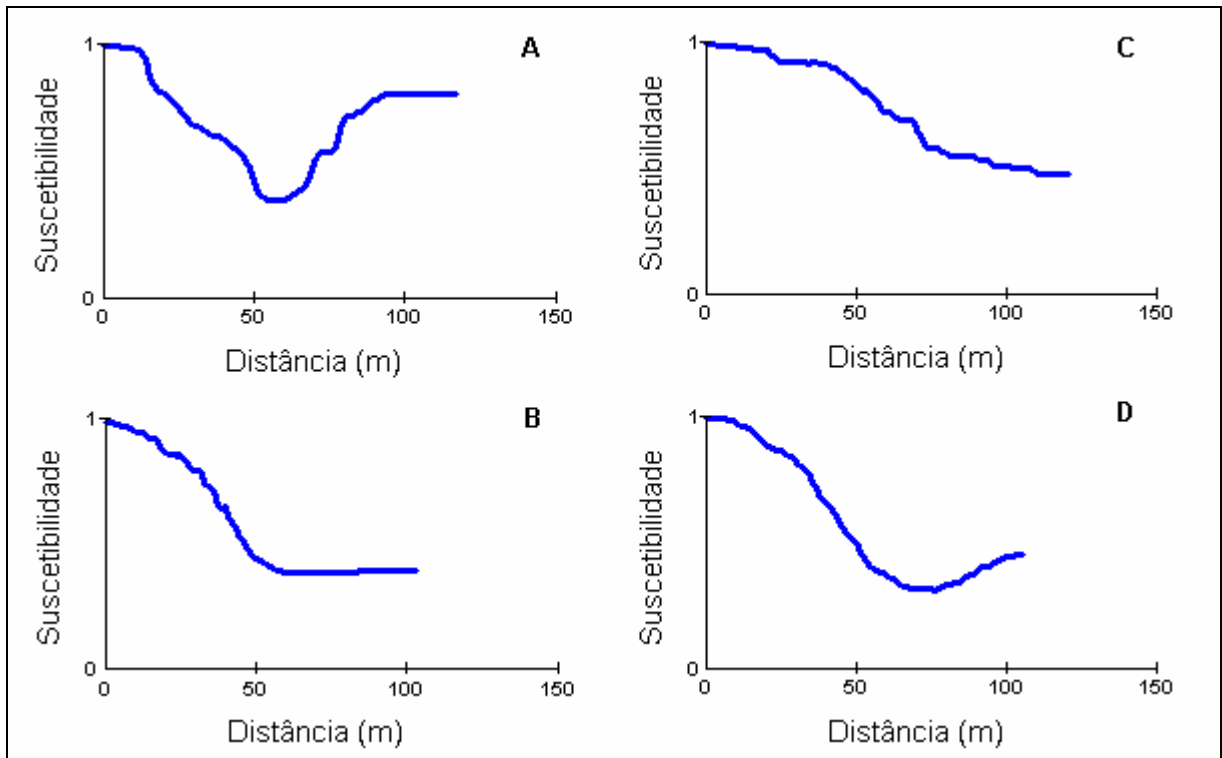 A
Suscetibilidade
1
0
0 50 100 150
Distância (m)
C
Suscetibilidade
1
0
0 50 100 150
Distância (m)
B
Suscetibilidade
1
0
0 50 100 150
Distância (m)
D
Suscetibilidade
1
0
0 50 100 150
Distância (m)